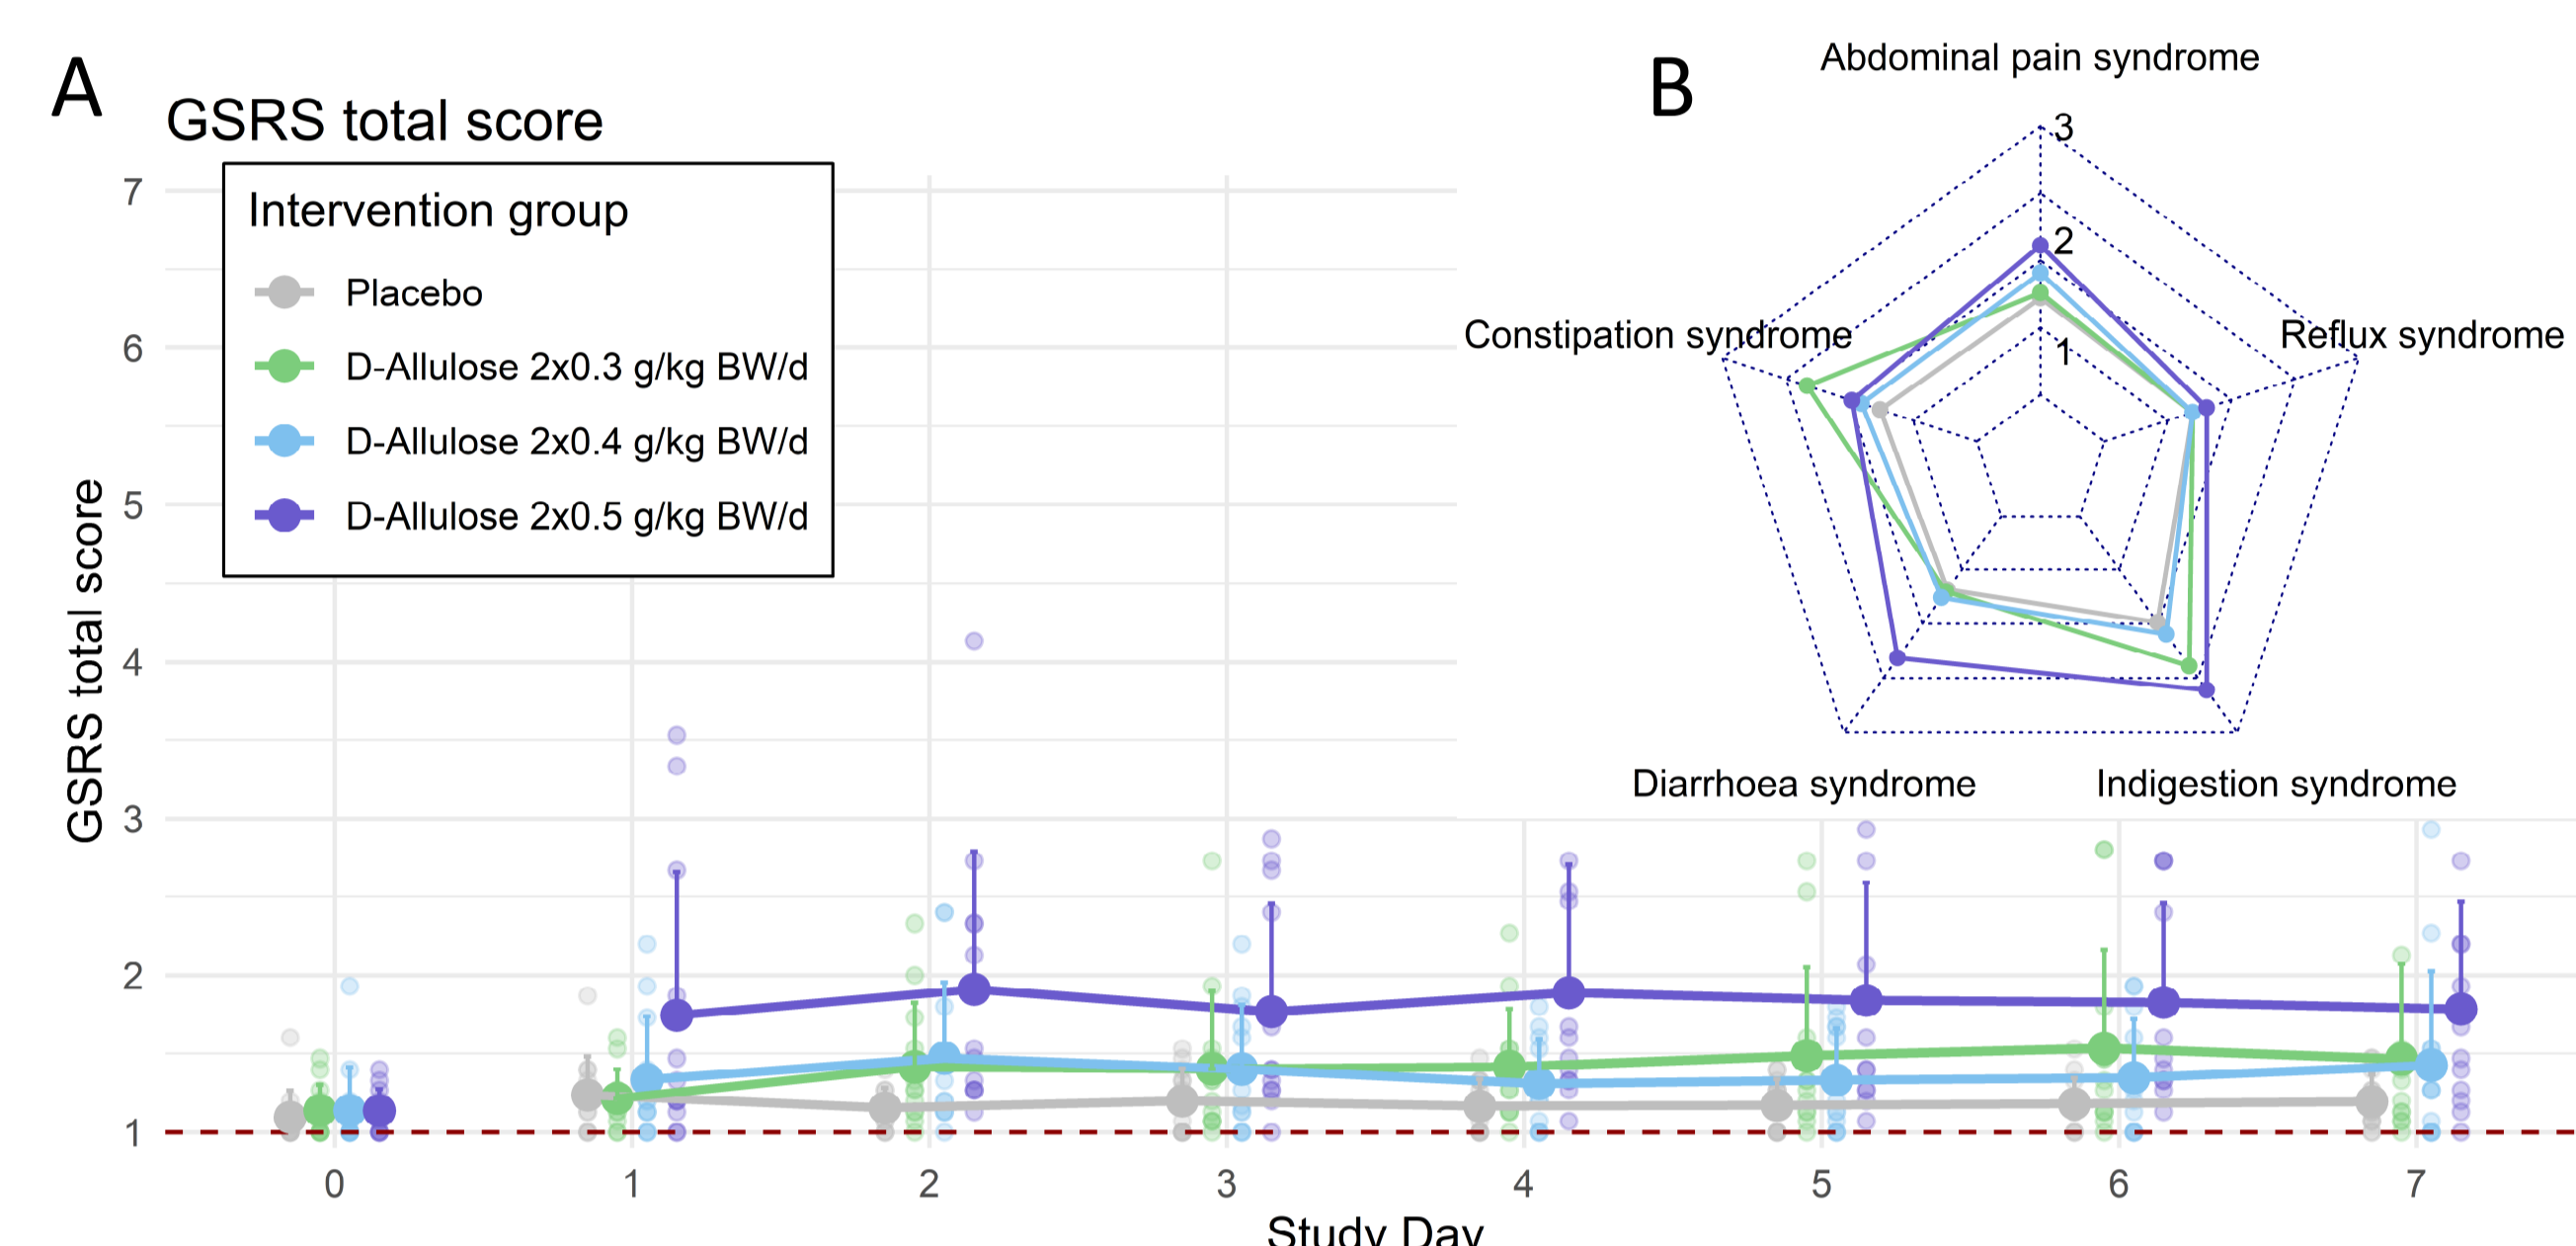 A
GSRS total score
Intervention group
Placebo
D-Allulose 2x0.3 g/kg BW/d
D-Allulose 2x0.4 g/kg BW/d
D-Allulose 2x0.5 g/kg BW/d
GSRS total score
7
6
5
4
3
2
1
0 1 2 3 4 5 6 7
Study Day
B
Abdominal pain syndrome
3
2
1
Constipation syndrome
Reflux syndrome
Diarrhoea syndrome
Indigestion syndrome